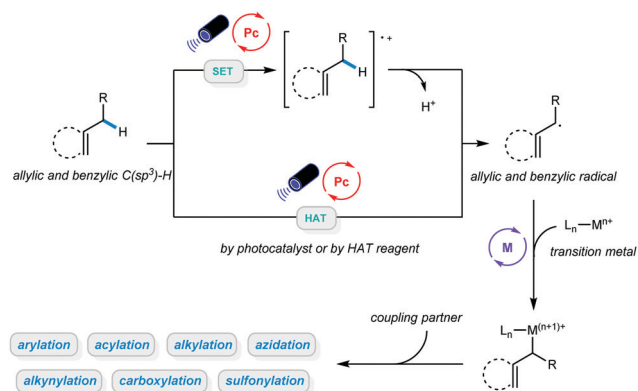 Pc
R
• +
SET
H
R
H
H⁺
R
•
allylic and benzylic C(sp³)-H
Pc
allylic and benzylic radical
HAT
by photocatalyst or by HAT reagent
Lₙ—Mⁿ⁺
M
transition metal
coupling partner
Lₙ—M⁽ⁿ⁺¹⁾⁺
R
arylation acylation alkylation azidation
alkynylation carboxylation sulfonylation